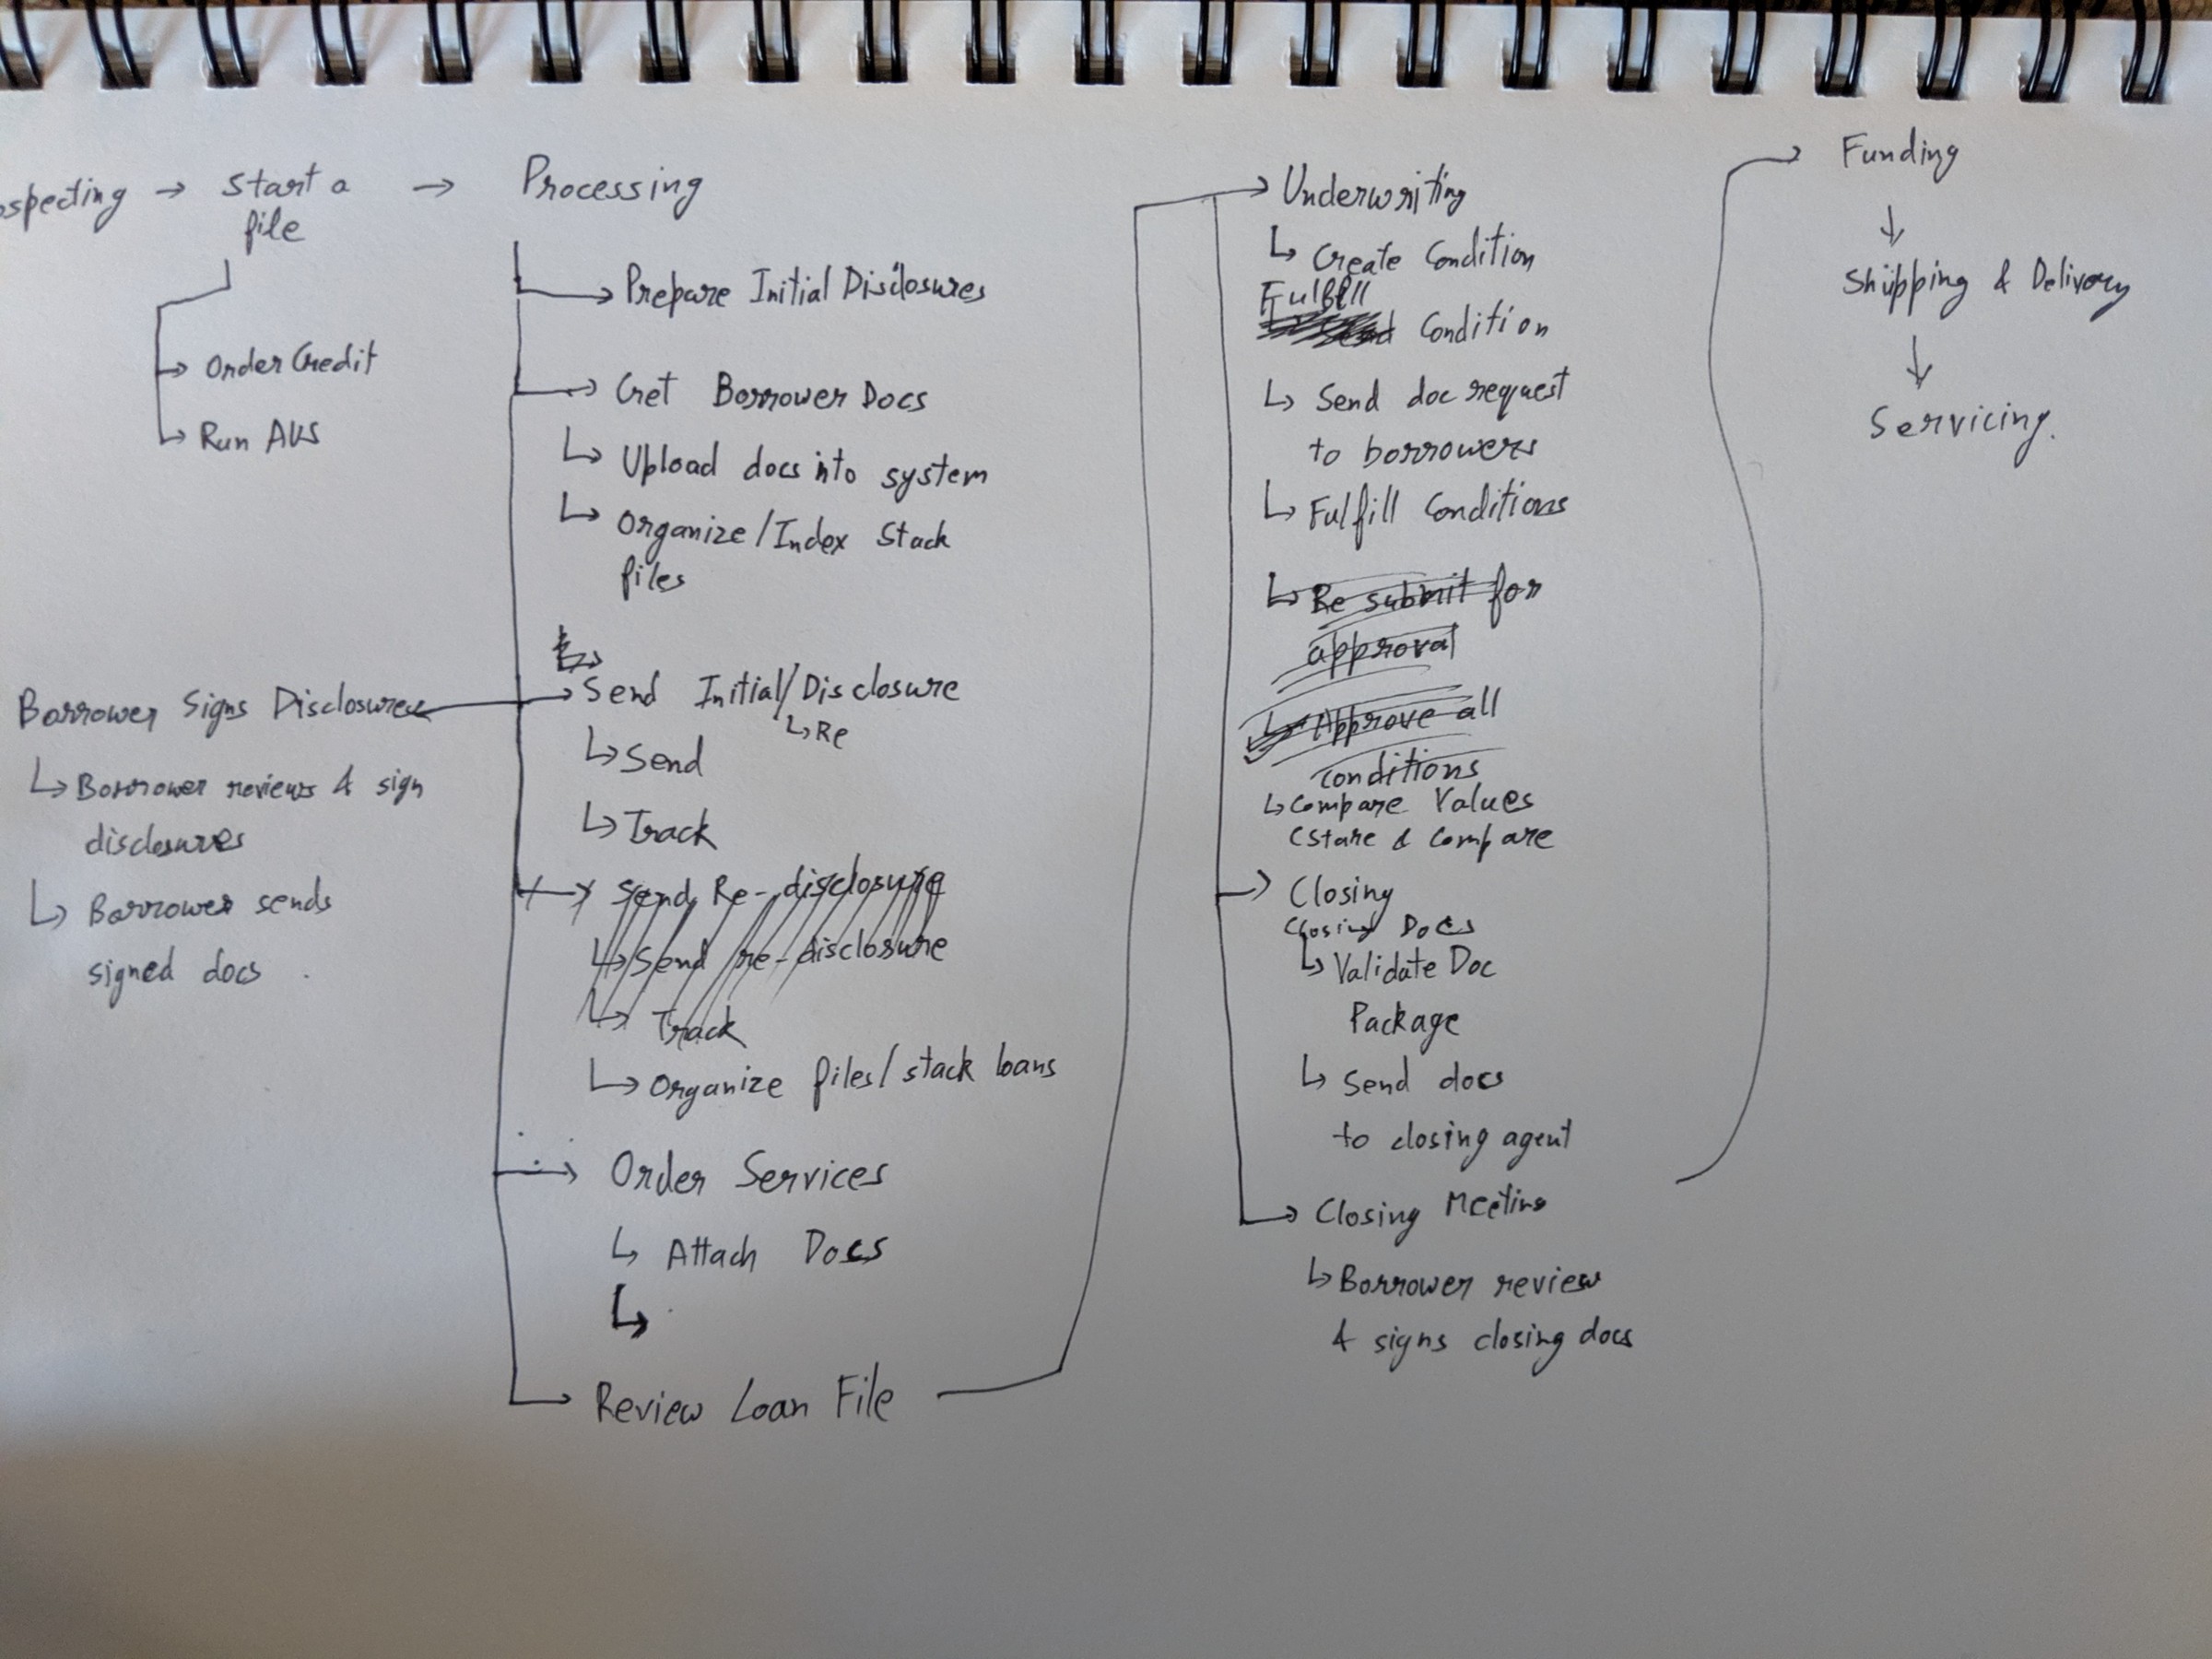 ospecting → Start a → Processing
file
Order Credit
Run AUS
Borrower Signs Disclosures
Borrower reviews & sign
disclosures
Borrower sends
signed docs
Prepare Initial Disclosures
Get Borrower Docs
Upload docs into system
Organize/Index Stack
files
Send Initial/Disclosure
Re
Send
Track
Send Re-disclosure
Send re-disclosure
Track
Organize files/stack loans
Order Services
Attach Docs
Review Loan File
Underwriting
Create Condition
Fulfill
Condition
Send doc request
to borrowers
Fulfill Conditions
Re submit for
approval
Approve all
conditions
Compare Values
(Stare & Compare
Closing
Closing Docs
Validate Doc
Package
Send docs
to closing agent
Closing Meeting
Borrower review
& signs closing docs
Funding
Shipping & Delivery
Servicing.